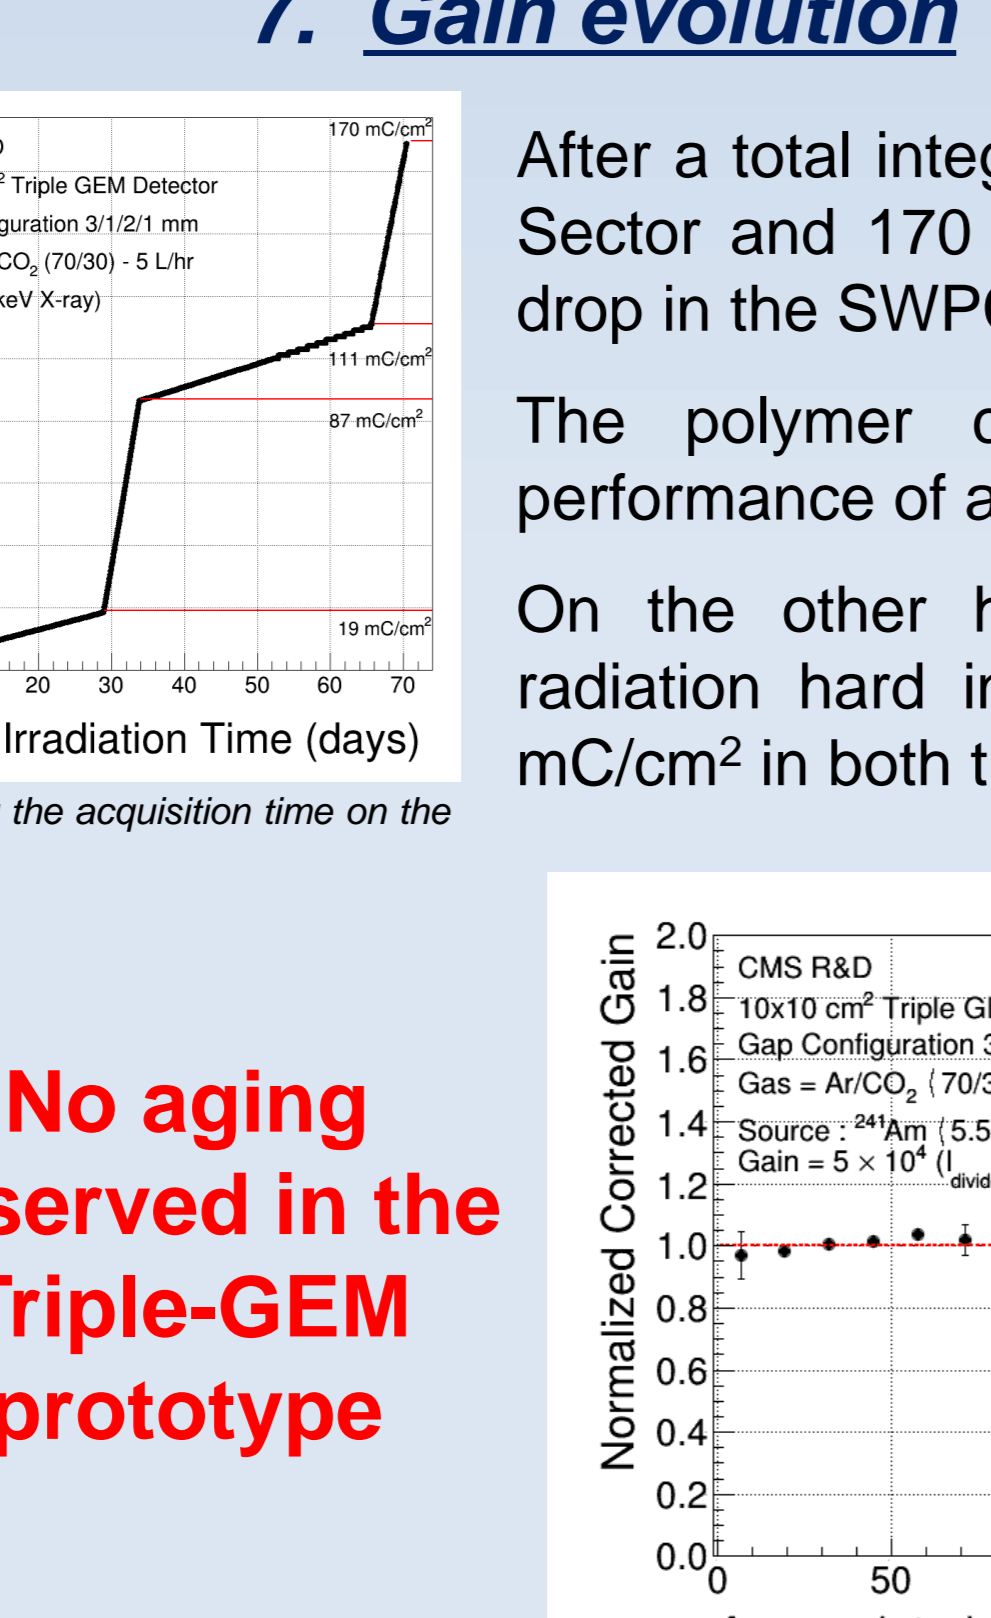 7. Gain evolution
170 mC/cm²
² Triple GEM Detector
guration 3/1/2/1 mm
CO₂ (70/30) - 5 L/hr
keV X-ray)
111 mC/cm²
87 mC/cm²
19 mC/cm²
20 30 40 50 60 70
Irradiation Time (days)
the acquisition time on the
After a total integ
Sector and 170
drop in the SWPC
The polymer c
performance of a
On the other h
radiation hard in
mC/cm² in both t
No aging
served in the
Triple-GEM
prototype
Normalized Corrected Gain
2.0
1.8
1.6
1.4
1.2
1.0
0.8
0.6
0.4
0.2
0.0
CMS R&D
10x10 cm² Triple GE
Gap Configuration 3
Gas = Ar/CO₂ (70/3
Source : ²⁴¹Am (5.5
Gain = 5 × 10⁴ (I divid
0 50